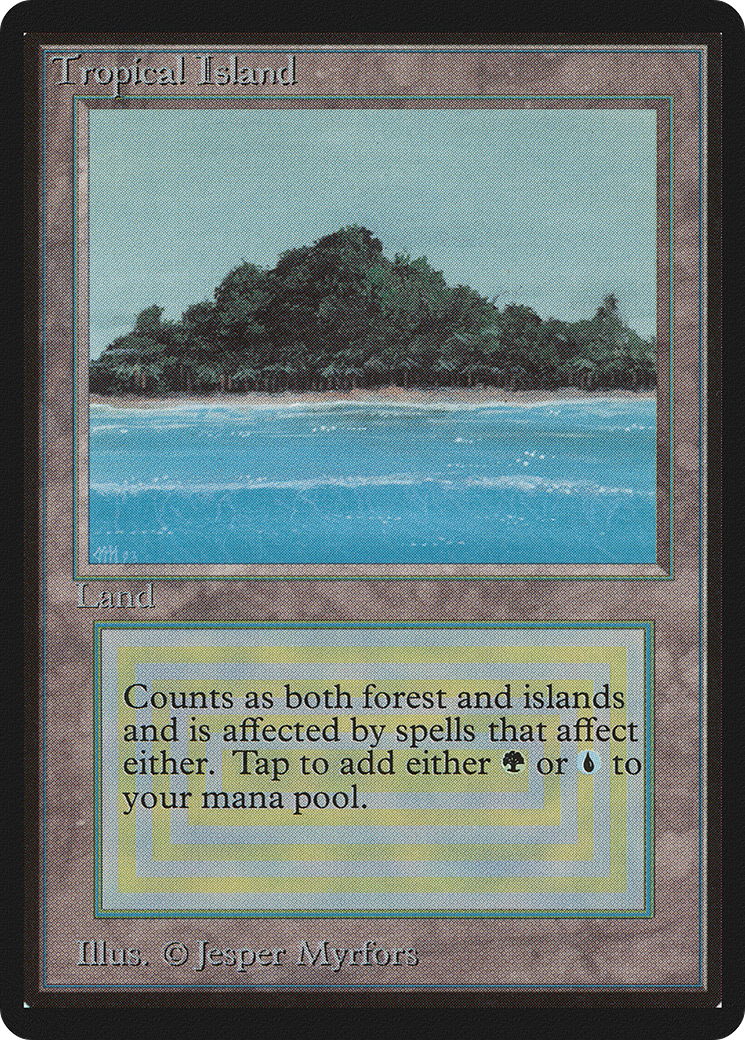 Tropical Island
Land
Counts as both forest and islands
and is affected by spells that affect
either. Tap to add either or to
your mana pool.
Illus. © Jesper Myrfors